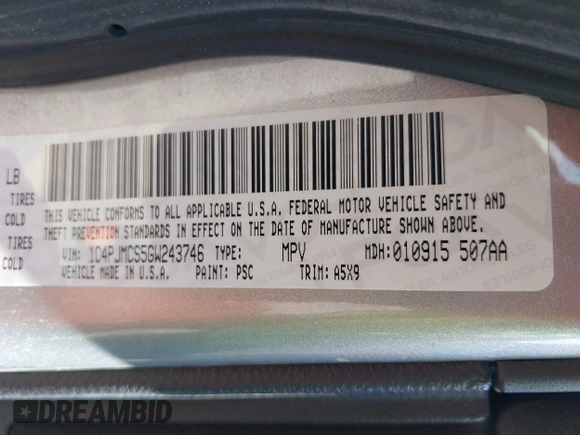 LB
TIRES
COLD
TIRES
COLD
THIS VEHICLE CONFORMS TO ALL APPLICABLE U.S.A. FEDERAL MOTOR VEHICLE SAFETY AND
THEFT PREVENTION STANDARDS IN EFFECT ON THE DATE OF MANUFACTURE SHOWN ABOVE.
VIN: 1C4PJMCS5GW243746 TYPE: MPV MDH: 010915 507AA
VEHICLE MADE IN U.S.A. PAINT: PSC TRIM: A5X9
DREAMBID